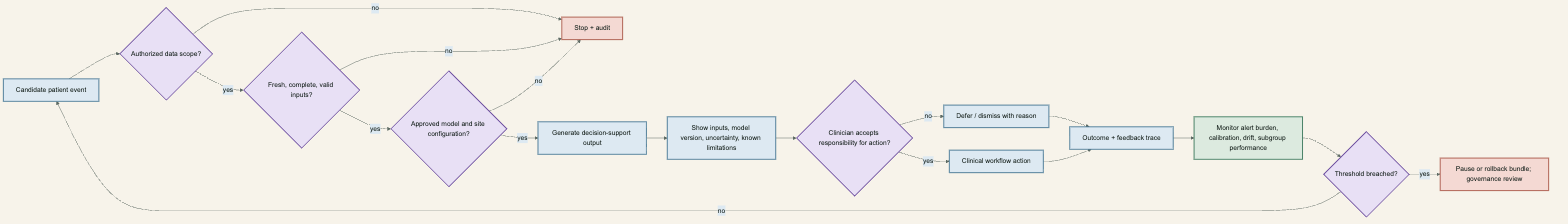 Candidate patient event
Authorized data scope?
no
yes
Fresh, complete, valid
inputs?
no
yes
Approved model and site
configuration?
no
yes
Stop + audit
Generate decision-support
output
Show inputs, model
version, uncertainty, known
limitations
Clinician accepts
responsibility for action?
no
yes
Defer / dismiss with reason
Clinical workflow action
Outcome + feedback trace
Monitor alert burden,
calibration, drift, subgroup
performance
Threshold breached?
yes
Pause or rollback bundle;
governance review
no